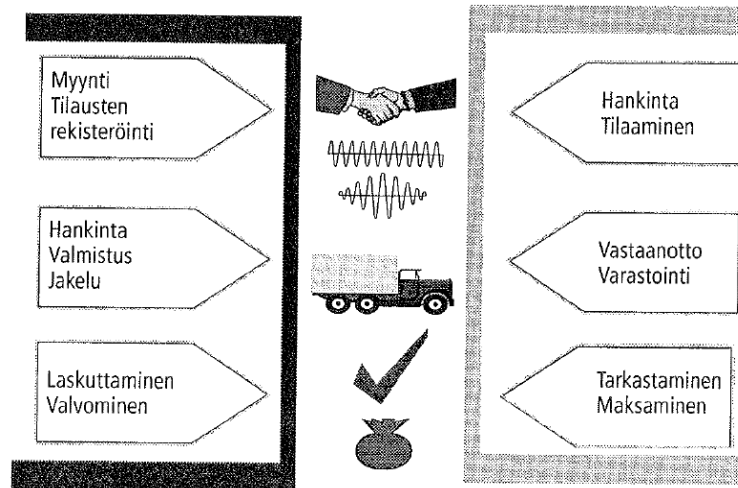 Myynti
Tilausten
rekisteröinti
Hankinta
Tilaaminen
Hankinta
Valmistus
Jakelu
Vastaanotto
Varastointi
Laskuttaminen
Valvominen
Tarkastaminen
Maksaminen